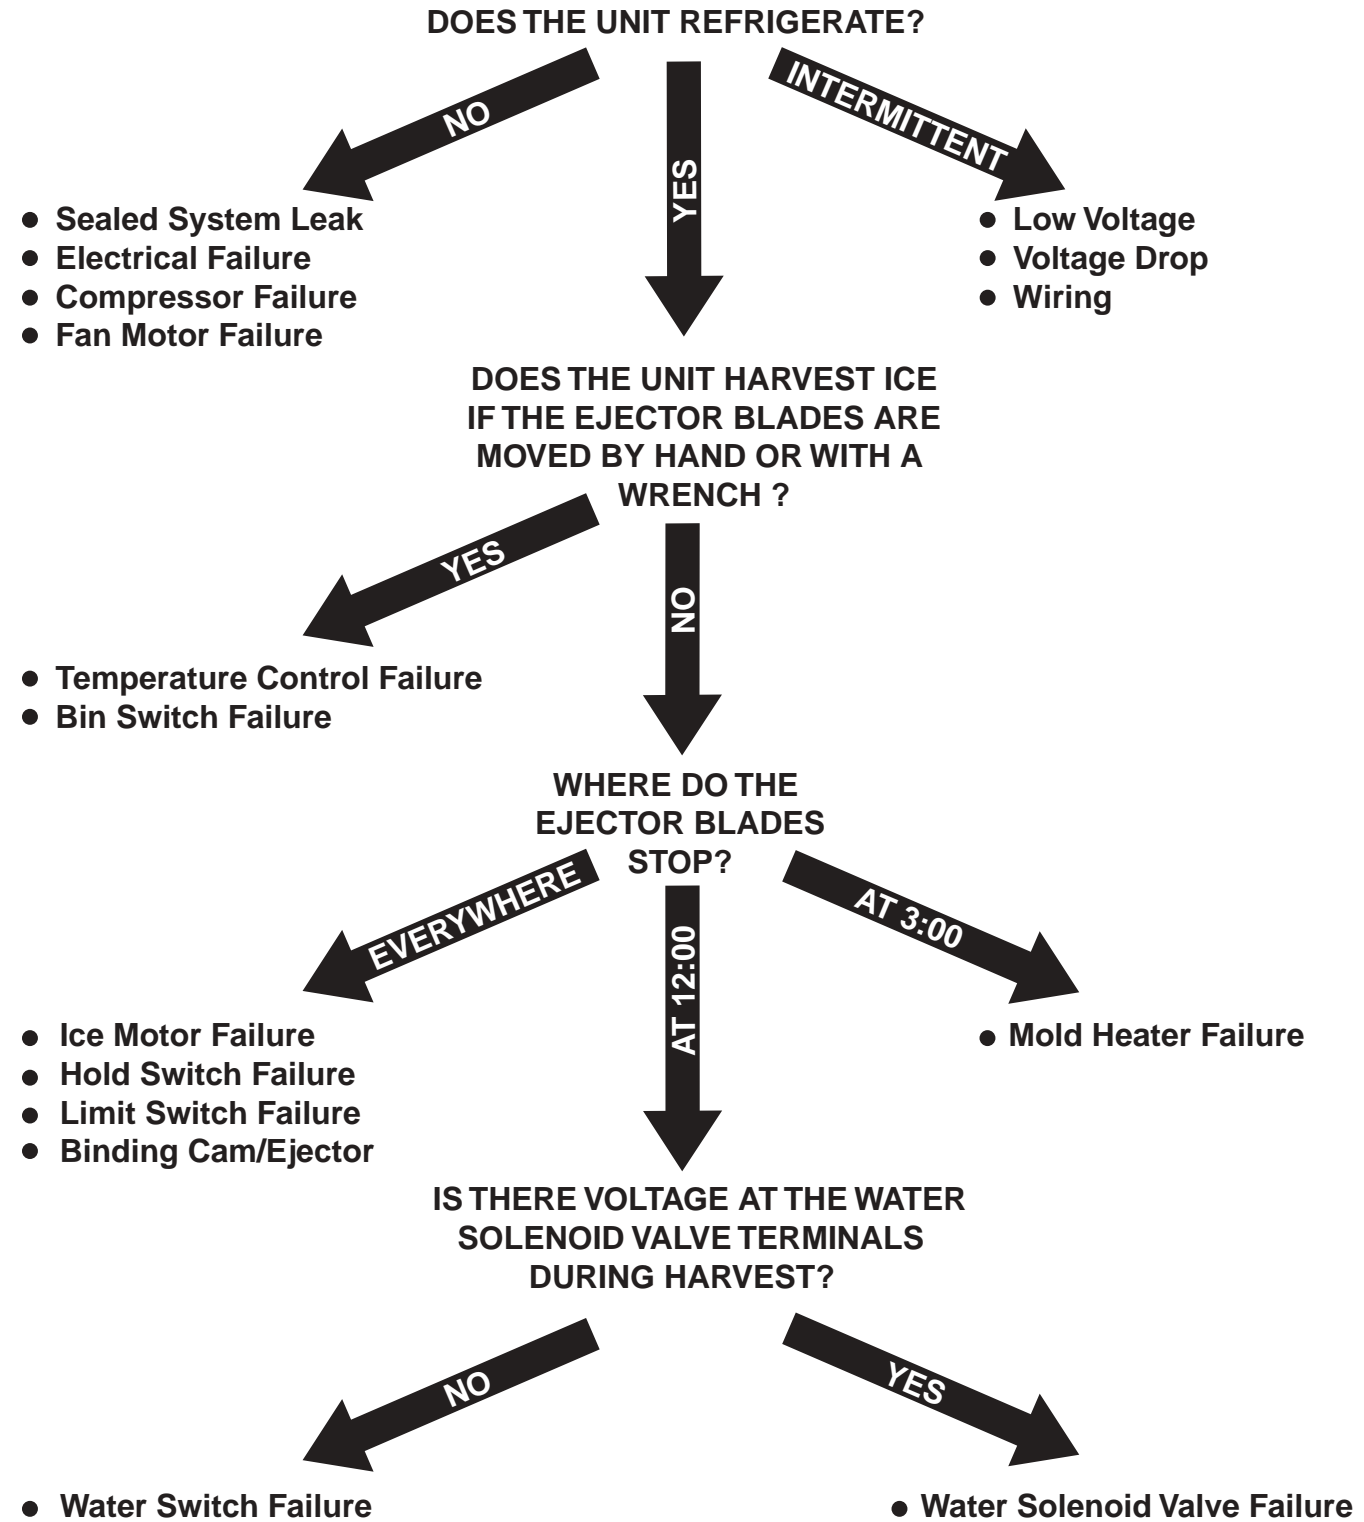 DOES THE UNIT REFRIGERATE?
NO
YES
INTERMITTENT
● Sealed System Leak
● Electrical Failure
● Compressor Failure
● Fan Motor Failure
● Low Voltage
● Voltage Drop
● Wiring
DOES THE UNIT HARVEST ICE
IF THE EJECTOR BLADES ARE
MOVED BY HAND OR WITH A
WRENCH ?
YES
NO
● Temperature Control Failure
● Bin Switch Failure
WHERE DO THE
EJECTOR BLADES
STOP?
EVERYWHERE
AT 12:00
AT 3:00
● Ice Motor Failure
● Hold Switch Failure
● Limit Switch Failure
● Binding Cam/Ejector
● Mold Heater Failure
IS THERE VOLTAGE AT THE WATER
SOLENOID VALVE TERMINALS
DURING HARVEST?
NO
YES
● Water Switch Failure
● Water Solenoid Valve Failure